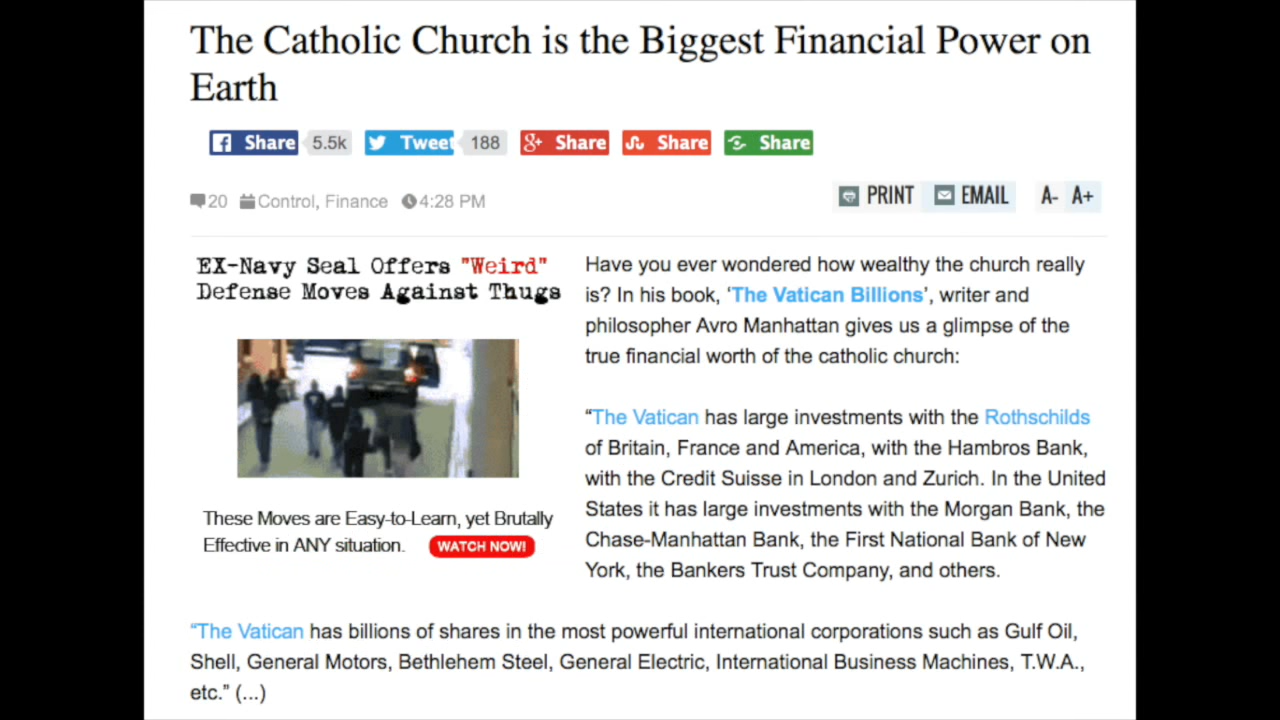 The Catholic Church is the Biggest Financial Power on
Earth
Share 5.5k Tweet 188 Share Share Share
20 Control, Finance 4:28 PM
PRINT EMAIL A- A+
EX-Navy Seal Offers "Weird"
Defense Moves Against Thugs
These Moves are Easy-to-Learn, yet Brutally
Effective in ANY situation. WATCH NOW!
Have you ever wondered how wealthy the church really
is? In his book, ‘The Vatican Billions’, writer and
philosopher Avro Manhattan gives us a glimpse of the
true financial worth of the catholic church:
“The Vatican has large investments with the Rothschilds
of Britain, France and America, with the Hambros Bank,
with the Credit Suisse in London and Zurich. In the United
States it has large investments with the Morgan Bank, the
Chase-Manhattan Bank, the First National Bank of New
York, the Bankers Trust Company, and others.
“The Vatican has billions of shares in the most powerful international corporations such as Gulf Oil,
Shell, General Motors, Bethlehem Steel, General Electric, International Business Machines, T.W.A.,
etc.” (...)